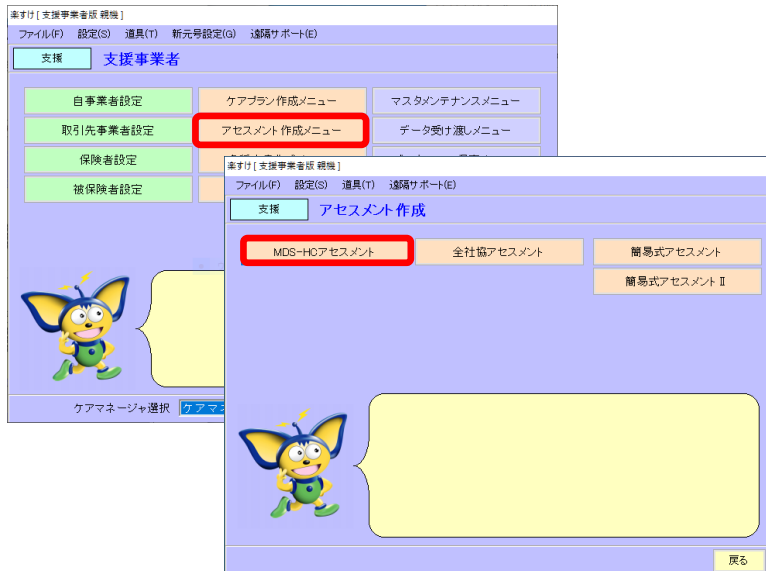 楽すけ [ 支援事業者版 親機 ]
ファイル(F) 設定(S) 道具(T) 新元号設定(G) 遠隔サポート(E)
支援 支援事業者
自事業者設定 ケアプラン作成メニュー マスタメンテナンスメニュー
取引先事業者設定 アセスメント作成メニュー データ受け渡しメニュー
保険者設定
被保険者設定
ケアマネージャ選択 ケアマネ
楽すけ [ 支援事業者版 親機 ]
ファイル(F) 設定(S) 道具(T) 遠隔サポート(E)
支援 アセスメント作成
MDS-HCアセスメント 全社協アセスメント 簡易式アセスメント
簡易式アセスメントⅡ
戻る